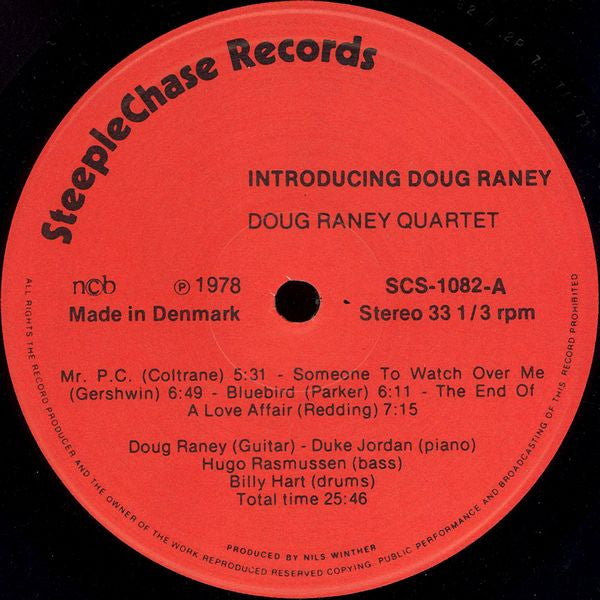 SteepleChase Records
INTRODUCING DOUG RANEY
DOUG RANEY QUARTET
ncb
℗ 1978
SCS-1082-A
Made in Denmark
Stereo 33 1/3 rpm
Mr. P.C. (Coltrane) 5:31 - Someone To Watch Over Me
(Gershwin) 6:49 - Bluebird (Parker) 6:11 - The End Of
A Love Affair (Redding) 7:15
Doug Raney (Guitar) - Duke Jordan (piano)
Hugo Rasmussen (bass)
Billy Hart (drums)
Total time 25:46
PRODUCED BY NILS WINTHER
ALL RIGHTS THE RECORD PRODUCER AND THE OWNER OF THE WORK REPRODUCED RESERVED COPYING. PUBLIC PERFORMANCE AND BROADCASTING OF THIS RECORD PROHIBITED